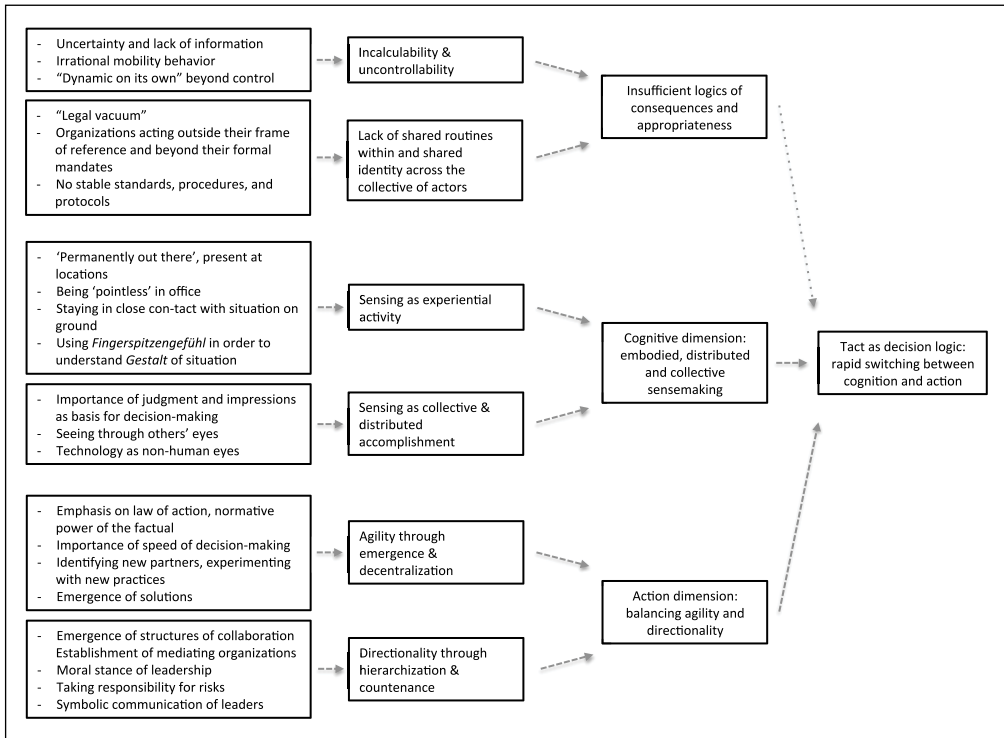 - Uncertainty and lack of information
- Irrational mobility behavior
- “Dynamic on its own” beyond control
Incalculability &
uncontrollability
- “Legal vacuum”
- Organizations acting outside their frame
of reference and beyond their formal
mandates
- No stable standards, procedures, and
protocols
Lack of shared routines
within and shared
identity across the
collective of actors
Insufficient logics of
consequences and
appropriateness
- ‘Permanently out there’, present at
locations
- Being ‘pointless’ in office
- Staying in close con-tact with situation on
ground
- Using Fingerspitzengefühl in order to
understand Gestalt of situation
Sensing as experiential
activity
- Importance of judgment and impressions
as basis for decision-making
- Seeing through others’ eyes
- Technology as non-human eyes
Sensing as collective &
distributed
accomplishment
Cognitive dimension:
embodied, distributed
and collective
sensemaking
- Emphasis on law of action, normative
power of the factual
- Importance of speed of decision-making
- Identifying new partners, experimenting
with new practices
- Emergence of solutions
Agility through
emergence &
decentralization
- Emergence of structures of collaboration
Establishment of mediating organizations
- Moral stance of leadership
- Taking responsibility for risks
- Symbolic communication of leaders
Directionality through
hierarchization &
countenance
Action dimension:
balancing agility and
directionality
Tact as decision logic:
rapid switching between
cognition and action